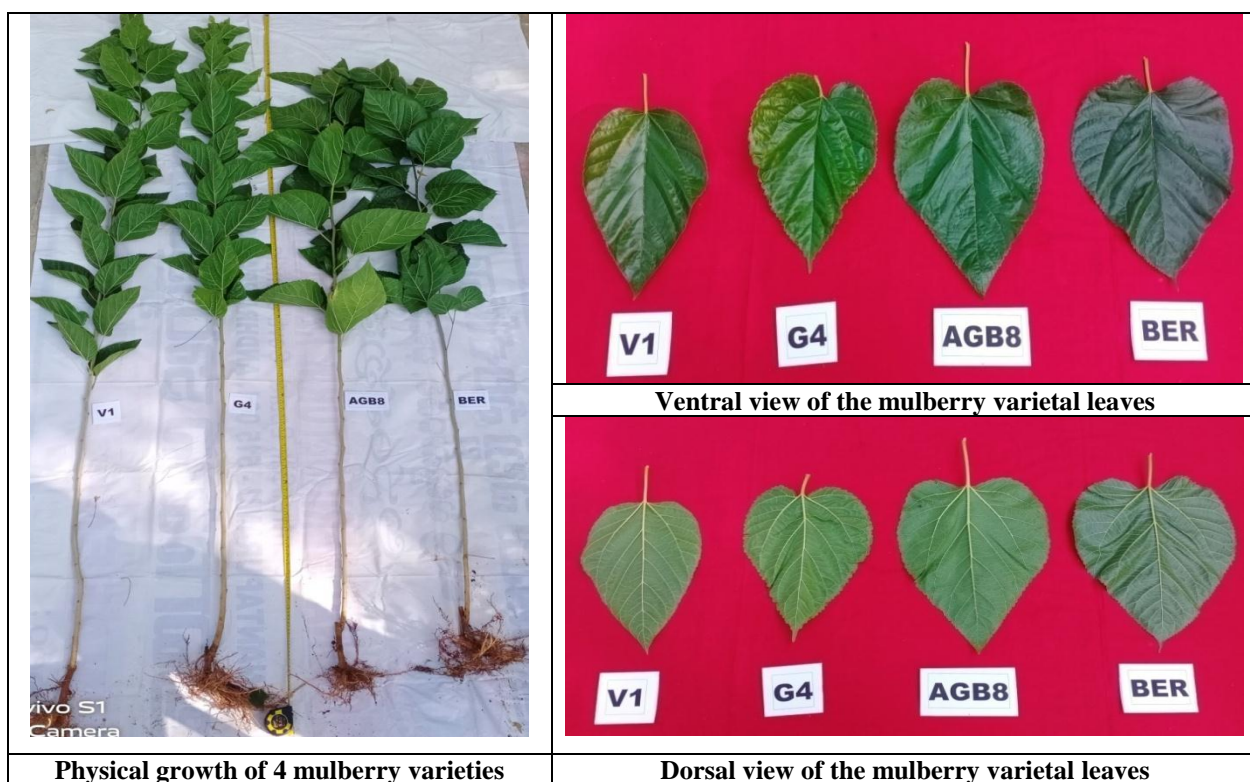 V1
G4
AGB8
BER
vivo S1
Camera
Physical growth of 4 mulberry varieties
V1
G4
AGB8
BER
Ventral view of the mulberry varietal leaves
V1
G4
AGB8
BER
Dorsal view of the mulberry varietal leaves